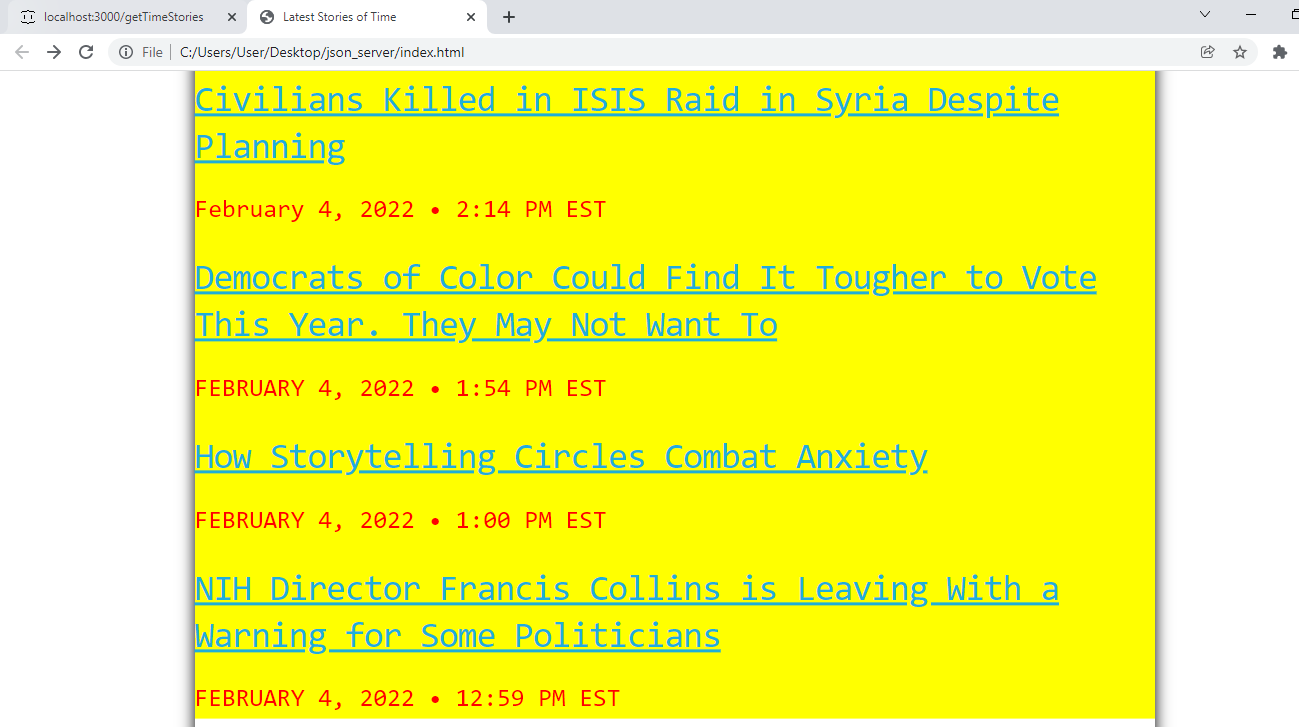 localhost:3000/getTimeStories
Latest Stories of Time
File
C:/Users/User/Desktop/json_server/index.html
Civilians Killed in ISIS Raid in Syria Despite
Planning
February 4, 2022 • 2:14 PM EST
Democrats of Color Could Find It Tougher to Vote
This Year. They May Not Want To
FEBRUARY 4, 2022 • 1:54 PM EST
How Storytelling Circles Combat Anxiety
FEBRUARY 4, 2022 • 1:00 PM EST
NIH Director Francis Collins is Leaving With a
Warning for Some Politicians
FEBRUARY 4, 2022 • 12:59 PM EST